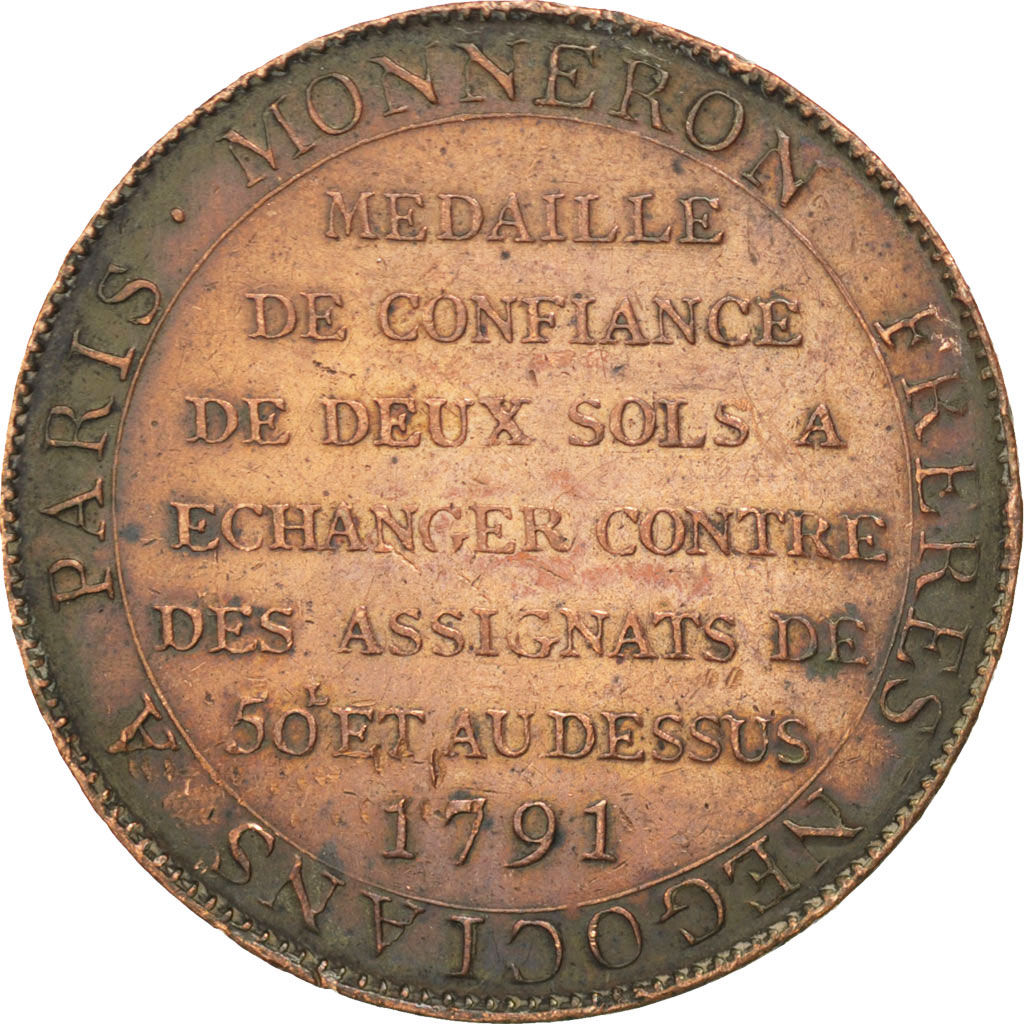 MONNERON FRERES NEGOCIANS A PARIS .
MEDAILLE
DE CONFIANCE
DE DEUX SOLS A
ECHANGER CONTRE
DES ASSIGNATS DE
50L ET AU DESSUS
1791